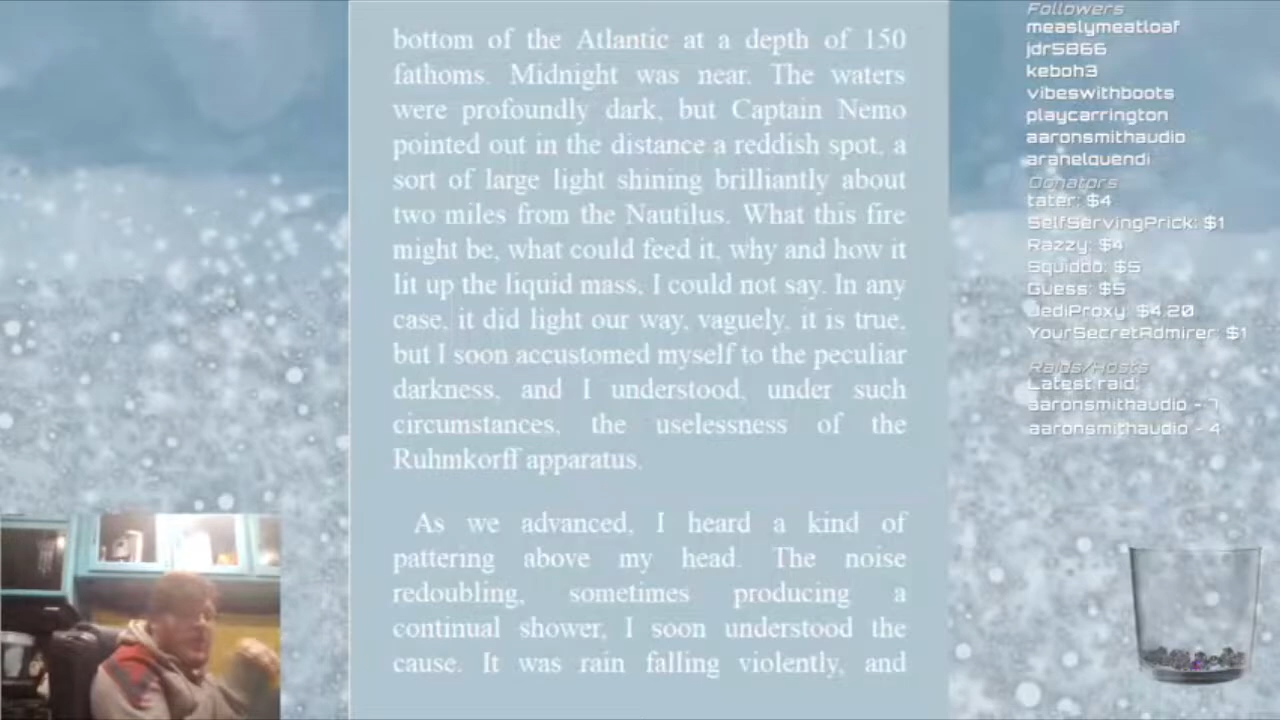 bottom of the Atlantic at a depth of 150
fathoms. Midnight was near. The waters
were profoundly dark, but Captain Nemo
pointed out in the distance a reddish spot, a
sort of large light shining brilliantly about
two miles from the Nautilus. What this fire
might be, what could feed it, why and how it
lit up the liquid mass, I could not say. In any
case, it did light our way, vaguely, it is true,
but I soon accustomed myself to the peculiar
darkness, and I understood, under such
circumstances, the uselessness of the
Ruhmkorff apparatus.
As we advanced, I heard a kind of
pattering above my head. The noise
redoubling, sometimes producing a
continual shower, I soon understood the
cause. It was rain falling violently, and
Followers
measlymeatloaf
jdr5866
keboh3
vibeswithboots
playcarrington
aaronsmithaudio
aranelquendi
Donators
tater: $4
SelfServingPrick: $1
Razzy: $4
Squidoo: $5
Guess: $5
JediProxy: $4.20
YourSecretAdmirer: $1
Raids/Hosts
Latest raid:
aaronsmithaudio - 7
aaronsmithaudio - 4